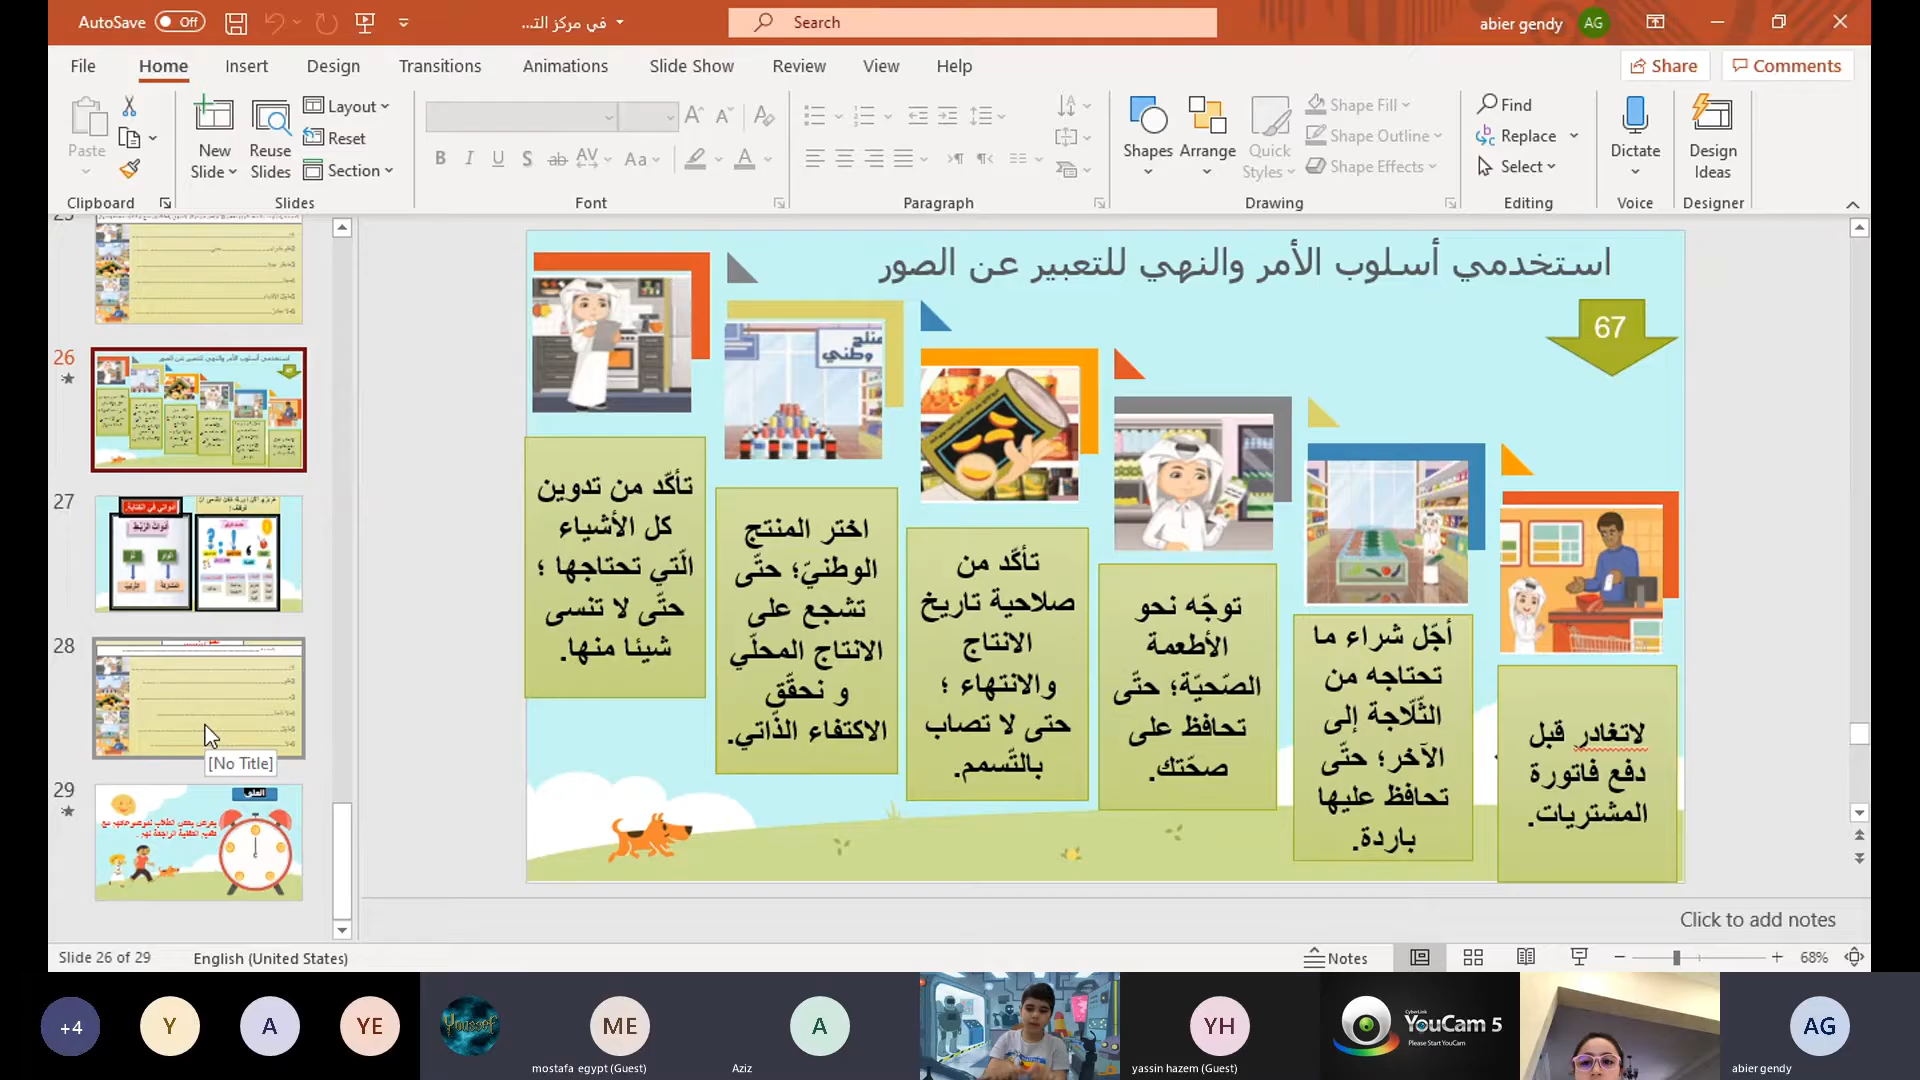 AutoSave Off
في مركز الت...
Search
abier gendy AG
File Home Insert Design Transitions Animations Slide Show Review View Help Share Comments
Paste
New Slide
Reuse Slides
Layout
Reset
Section
B I U S ab AV Aa A
Shapes Arrange Quick Styles
Shape Fill
Shape Outline
Shape Effects
Find
Replace
Select
Dictate
Design Ideas
Clipboard Slides Font Paragraph Drawing Editing Voice Designer
26
27
28
[No Title]
29
استخدمي أسلوب الأمر والنهي للتعبير عن الصور
67
وطني
تأكّد من تدوين
كل الأشياء
الّتي تحتاجها ؛
حتّى لا تنسى
شيئا منها.
اختر المنتج
الوطنيّ؛ حتّى
تشجع على
الانتاج المحلّي
و نحقّق
الاكتفاء الذّاتي.
تأكّد من
صلاحية تاريخ
الانتاج
والانتهاء ؛
حتى لا تصاب
بالتّسمم.
توجّه نحو
الأطعمة
الصّحيّة؛ حتّى
تحافظ على
صحّتك.
أجّل شراء ما
تحتاجه من
الثّلاجة إلى
الآخر؛ حتّى
تحافظ عليها
باردة.
لاتغادر قبل
دفع فاتورة
المشتريات.
Click to add notes
Slide 26 of 29 English (United States) Notes 68%
+4 Y A YE Youssef ME A YH CyberLink YouCam 5 AG
Please Start YouCam
mostafa egypt (Guest) Aziz yassin hazem (Guest) abier gendy